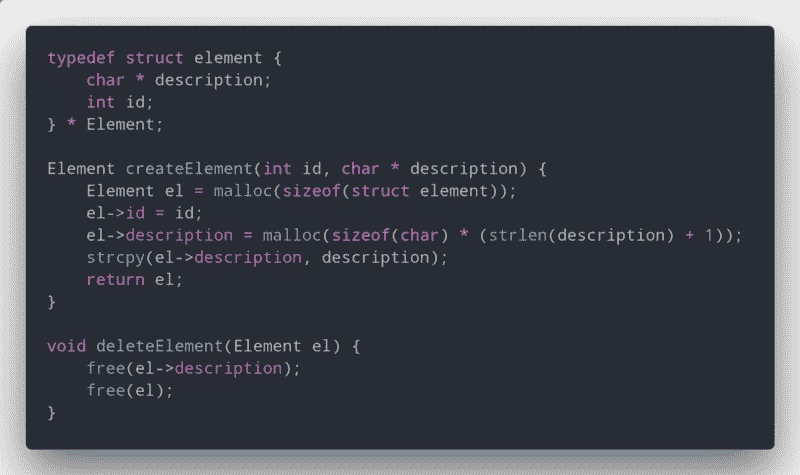 typedef struct element {
    char * description;
    int id;
} * Element;

Element createElement(int id, char * description) {
    Element el = malloc(sizeof(struct element));
    el->id = id;
    el->description = malloc(sizeof(char) * (strlen(description) + 1));
    strcpy(el->description, description);
    return el;
}

void deleteElement(Element el) {
    free(el->description);
    free(el);
}